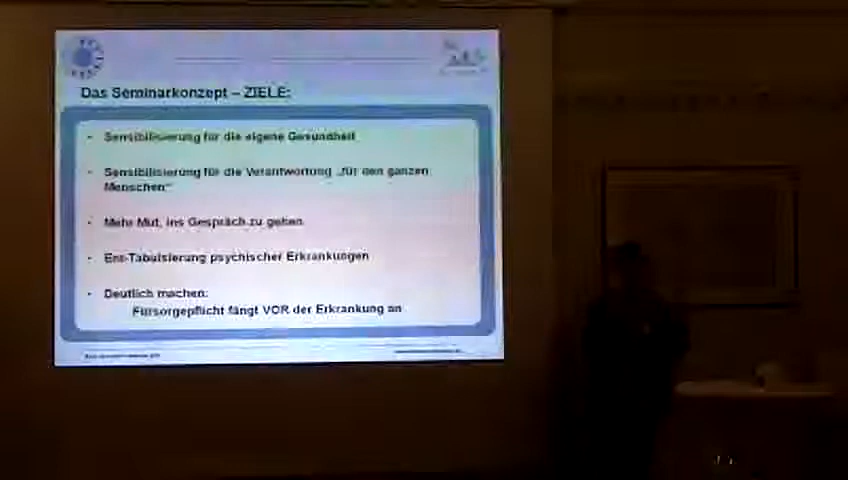 Das Seminarkonzept – ZIELE:
• Sensibilisierung für die eigene Gesundheit
• Sensibilisierung für die Verantwortung „für den ganzen
Menschen“
• Mehr Mut, ins Gespräch zu gehen
• Ent-Tabuisierung psychischer Erkrankungen
• Deutlich machen:
Fürsorgepflicht fängt VOR der Erkrankung an